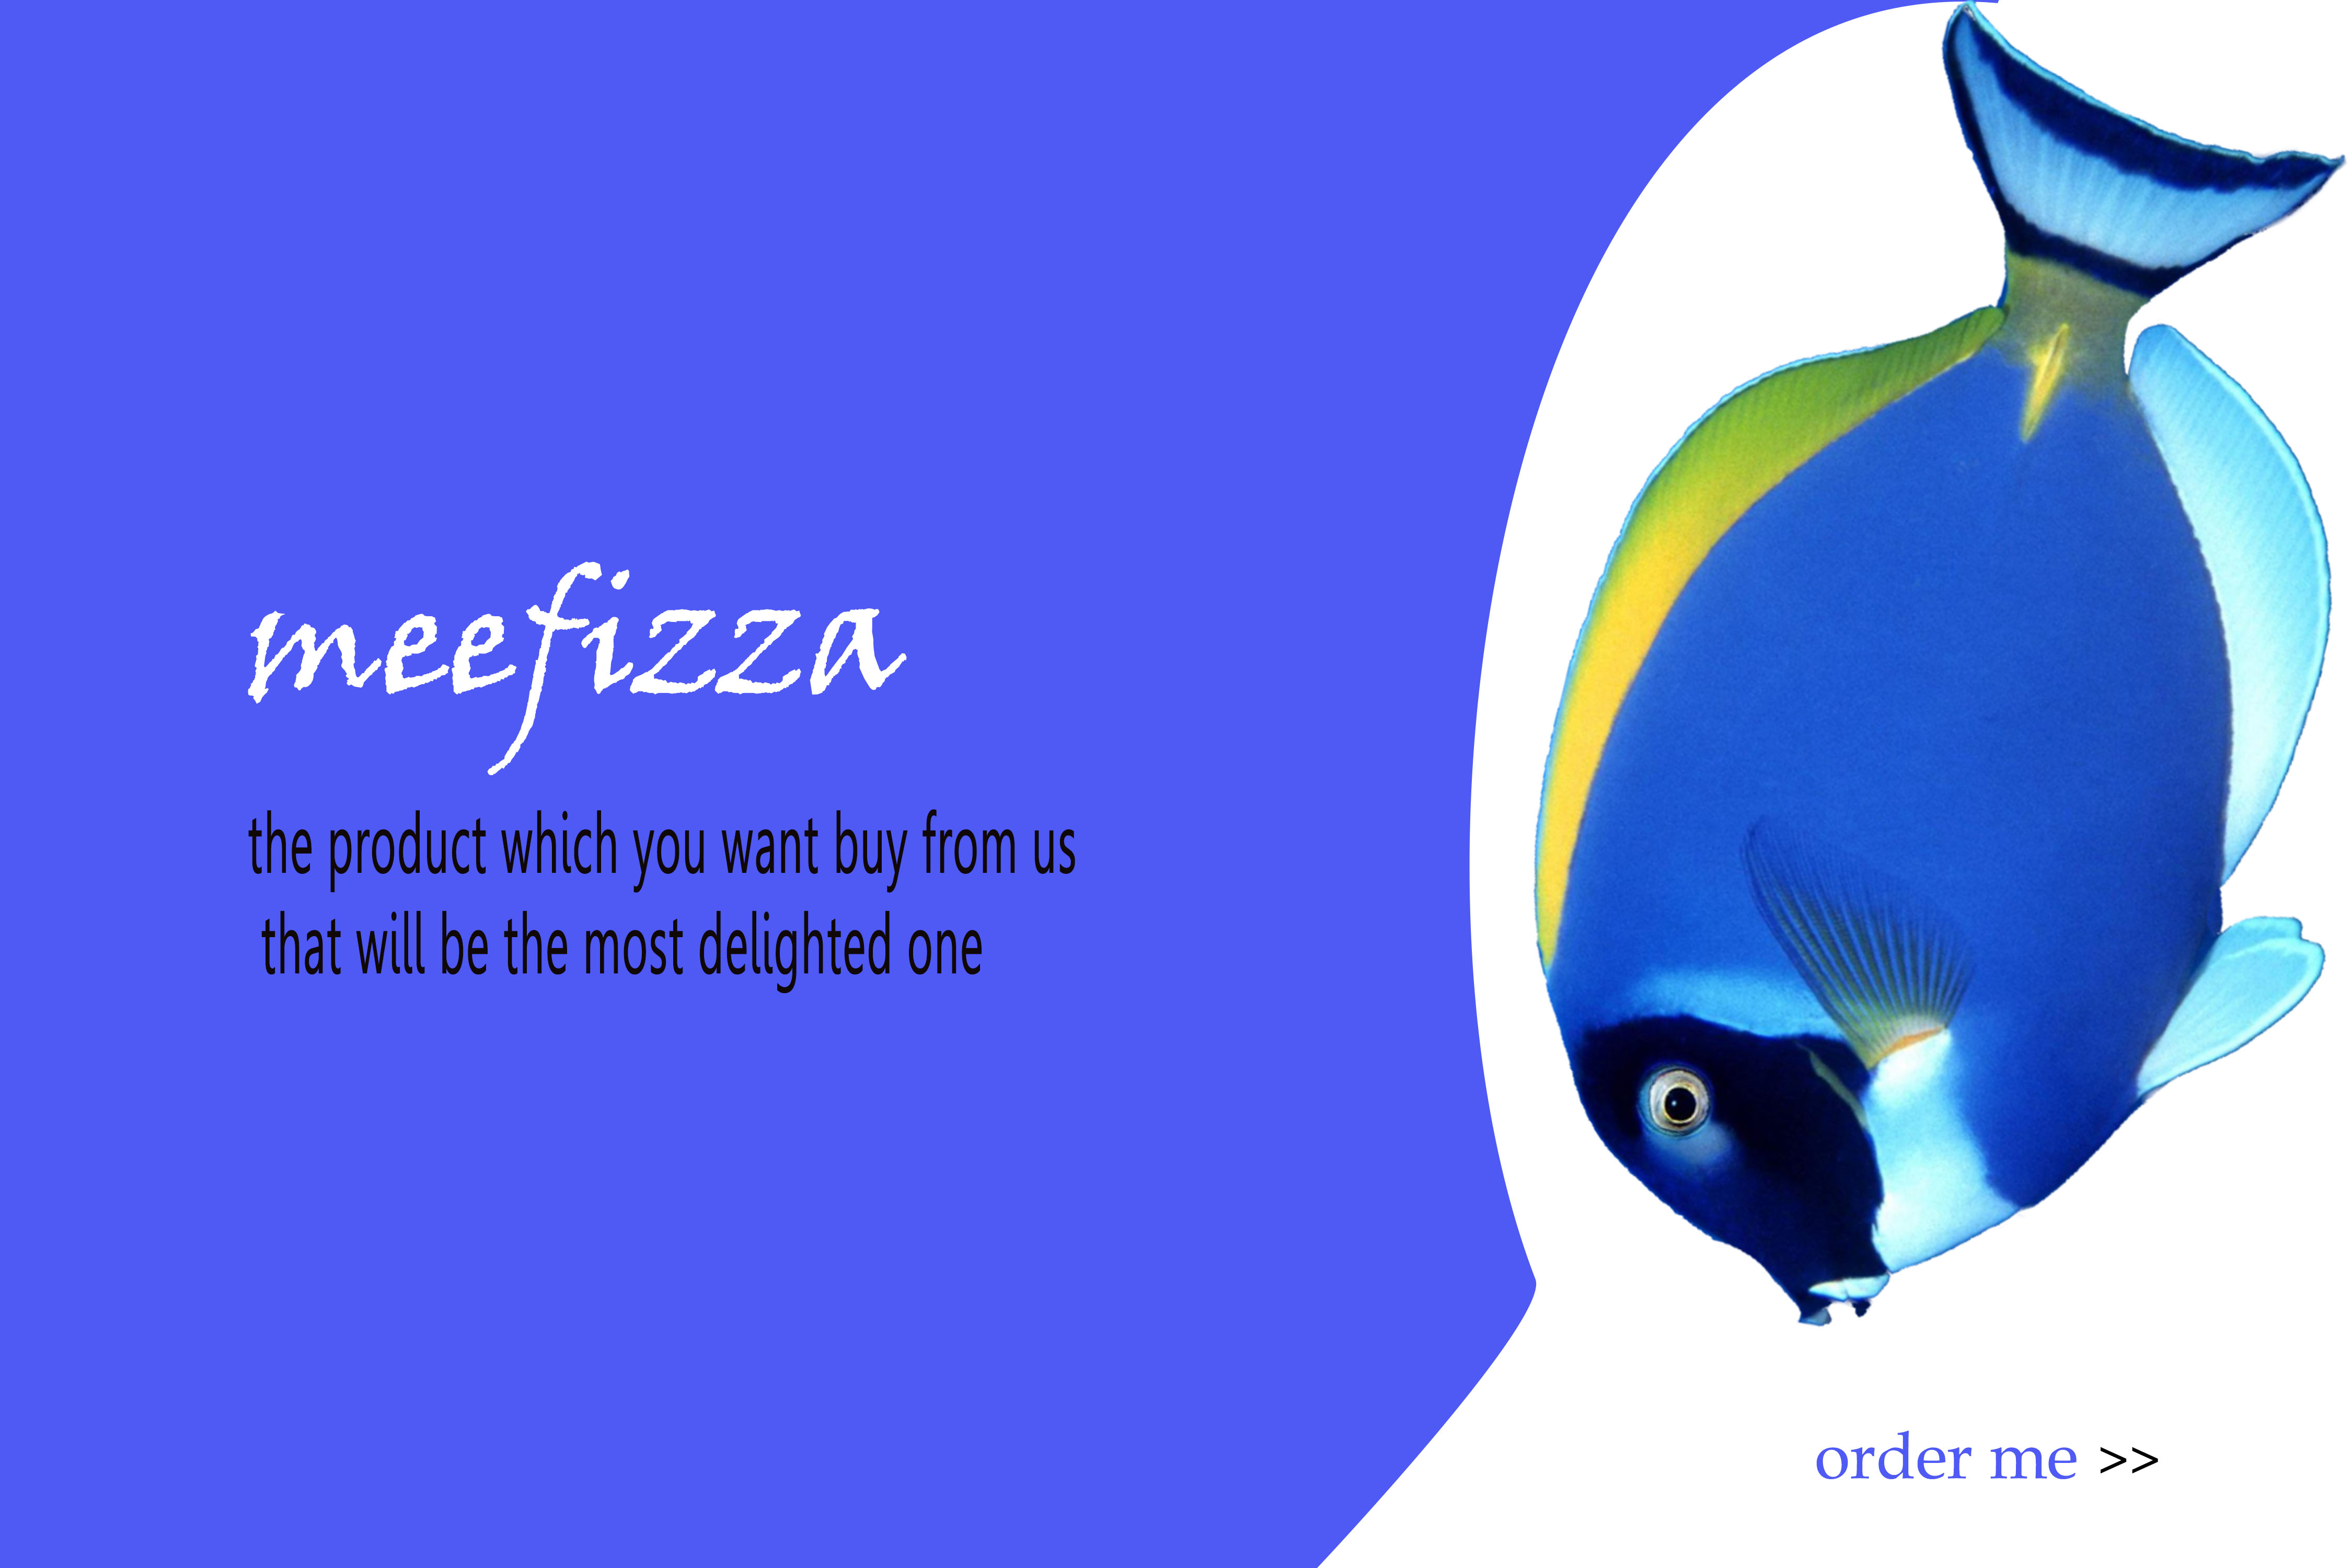 meefizza
the product which you want buy from us
that will be the most delighted one
order me >>